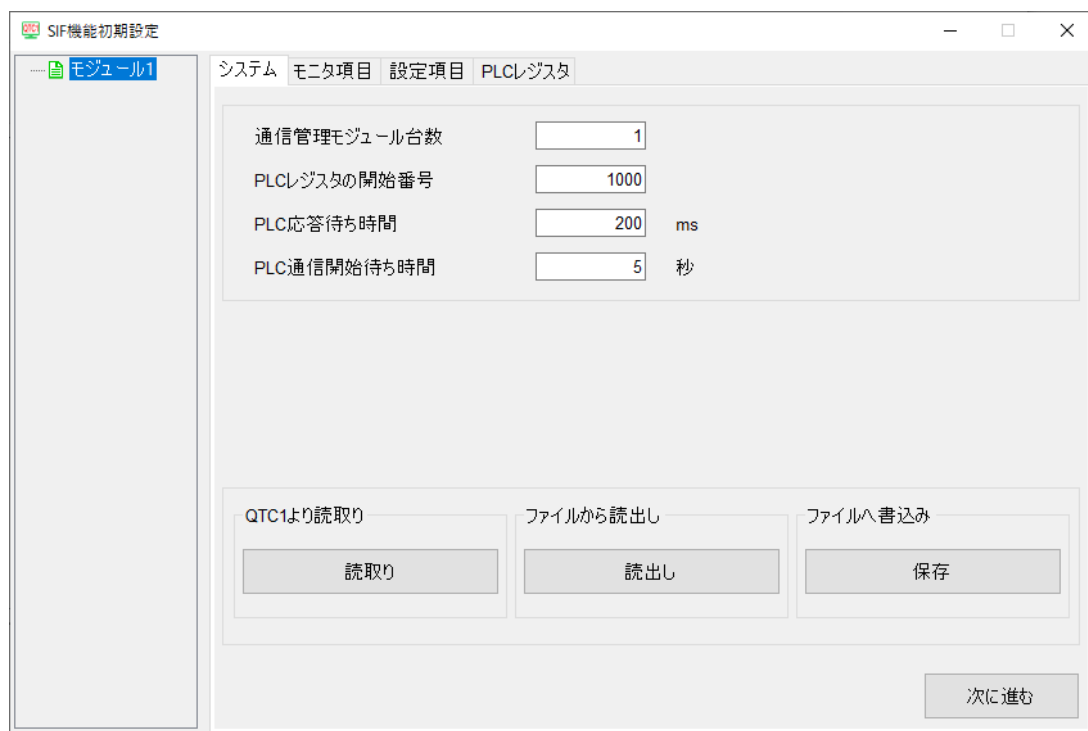 SIF機能初期設定
モジュール1
システム モニタ項目 設定項目 PLCレジスタ
通信管理モジュール台数 1
PLCレジスタの開始番号 1000
PLC応答待ち時間 200 ms
PLC通信開始待ち時間 5 秒
QTC1より読取り ファイルから読出し ファイルへ書込み
読取り 読出し 保存
次に進む